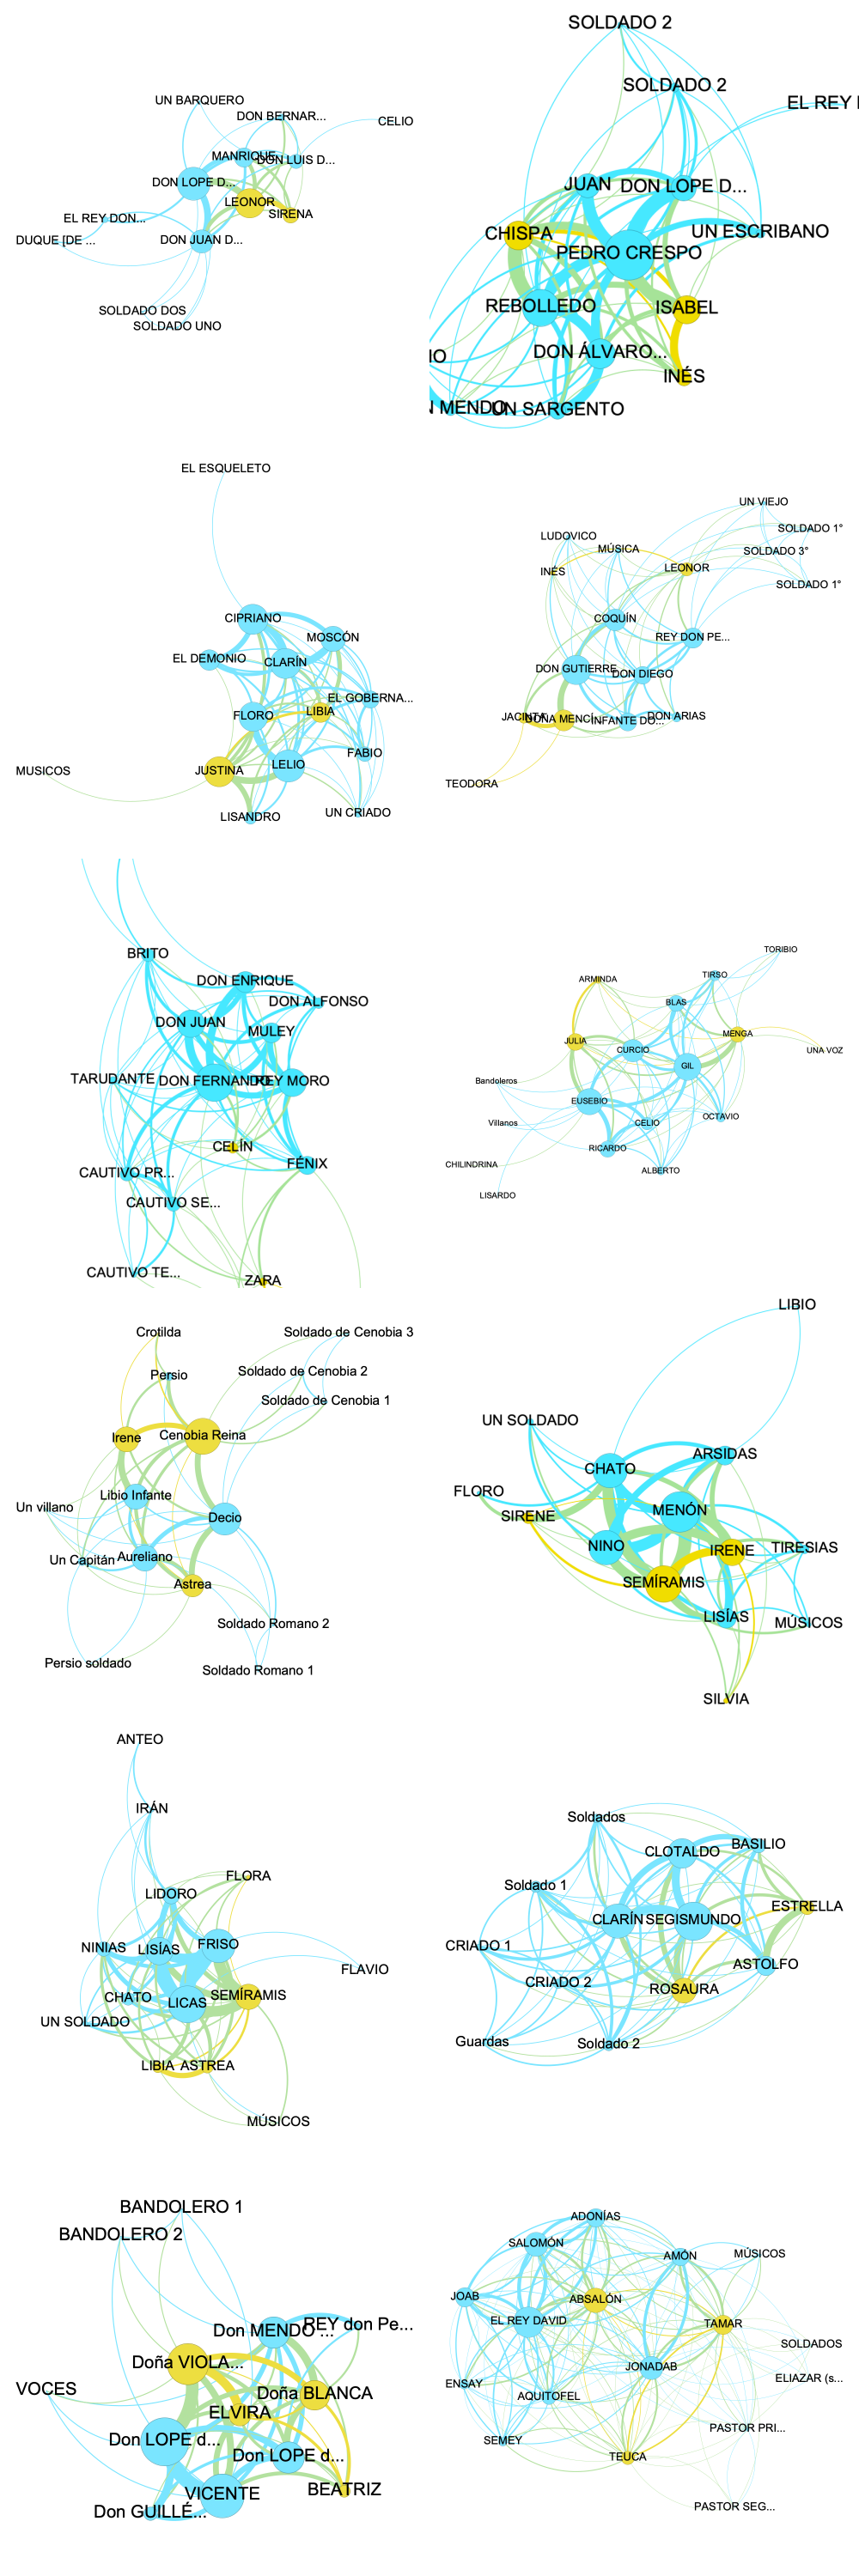 UN BARQUERO
DON BERNAR...
CELIO
MANRIQUE
DON LUIS D...
DON LOPE D...
LEONOR
SIRENA
EL REY DON...
DUQUE [DE ...
DON JUAN D...
SOLDADO DOS
SOLDADO UNO
SOLDADO 2
SOLDADO 2
EL REY
JUAN
DON LOPE D...
CHISPA
UN ESCRIBANO
PEDRO CRESPO
REBOLLEDO
ISABEL
DON ÁLVARO...
IO
INÉS
MENDO
UN SARGENTO
EL ESQUELETO
CIPRIANO
MOSCÓN
EL DEMONIO
CLARÍN
EL GOBERNA...
FLORO
LIBIA
FABIO
JUSTINA
LELIO
MUSICOS
LISANDRO
UN CRIADO
UN VIEJO
SOLDADO 1°
LUDOVICO
MÚSICA
SOLDADO 3°
INÉS
LEONOR
SOLDADO 1°
COQUÍN
REY DON PE...
DON GUTIERRE
DON DIEGO
JACINTA
DOÑA MENCÍ
INFANTE DO...
DON ARIAS
TEODORA
BRITO
DON ENRIQUE
DON ALFONSO
DON JUAN
MULEY
TARUDANTE
DON FERNANDO
REY MORO
CELÍN
FÉNIX
CAUTIVO PR...
CAUTIVO SE...
CAUTIVO TE...
ZARA
TORIBIO
ARMINDA
TIRSO
BLAS
MENGA
JULIA
CURCIO
UNA VOZ
GIL
Bandoleros
EUSEBIO
Villanos
CELIO
OCTAVIO
RICARDO
CHILINDRINA
ALBERTO
LISARDO
Crotilda
Soldado de Cenobia 3
Persio
Soldado de Cenobia 2
Soldado de Cenobia 1
Irene
Cenobia Reina
Libio Infante
Un villano
Decio
Un Capitán
Aureliano
Astrea
Soldado Romano 2
Persio soldado
Soldado Romano 1
LIBIO
UN SOLDADO
ARSIDAS
CHATO
FLORO
SIRENE
MENÓN
NINO
IRENE
TIRESIAS
SEMÍRAMIS
LISÍAS
MÚSICOS
SILVIA
ANTEO
IRÁN
FLORA
LIDORO
NINIAS
LISÍAS
FRISO
FLAVIO
CHATO
LICAS
SEMÍRAMIS
UN SOLDADO
LIBIA
ASTREA
MÚSICOS
Soldados
CLOTALDO
BASILIO
Soldado 1
ESTRELLA
CLARÍN
SEGISMUNDO
CRIADO 1
ASTOLFO
CRIADO 2
ROSAURA
Guardas
Soldado 2
BANDOLERO 1
BANDOLERO 2
Don MENDO ...
REY don Pe...
Doña VIOLA...
VOCES
Doña BLANCA
ELVIRA
Don LOPE d...
Don LOPE d...
VICENTE
BEATRIZ
Don GUILLÉ...
ADONÍAS
SALOMÓN
AMÓN
MÚSICOS
JOAB
ABSALÓN
EL REY DAVID
TAMAR
SOLDADOS
JONADAB
ELIAZAR (s...
ENSAY
AQUITOFEL
PASTOR PRI...
SEMEY
TEUCA
PASTOR SEG...